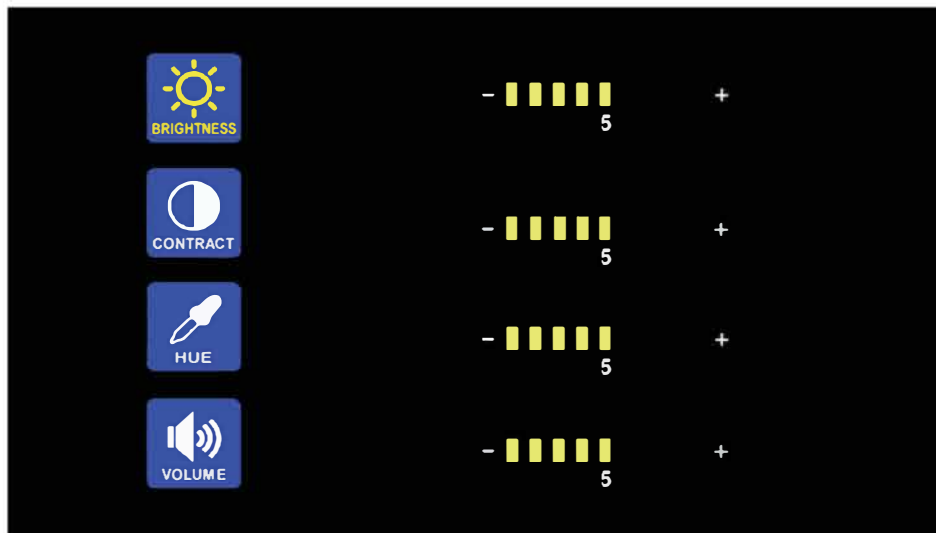 BRIGHTNESS
- +
5
CONTRACT
- +
5
HUE
- +
5
VOLUME
- +
5